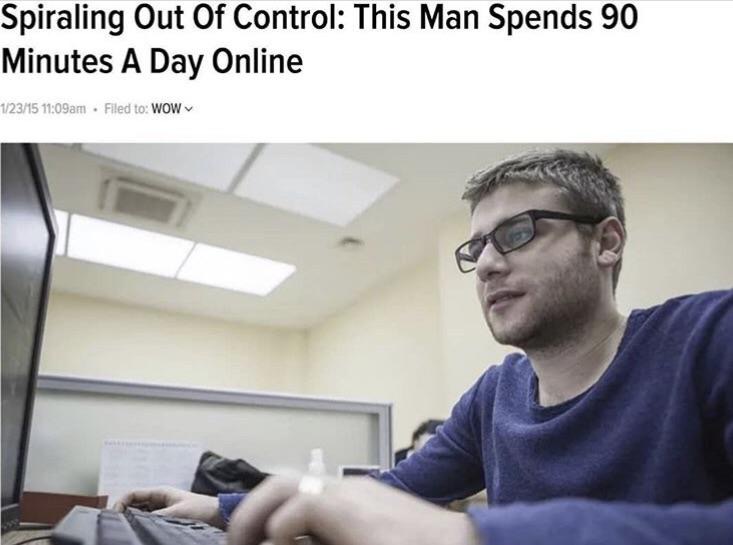 Spiraling Out Of Control: This Man Spends 90
Minutes A Day Online
1/23/15 11:09am • Filed to: WOW